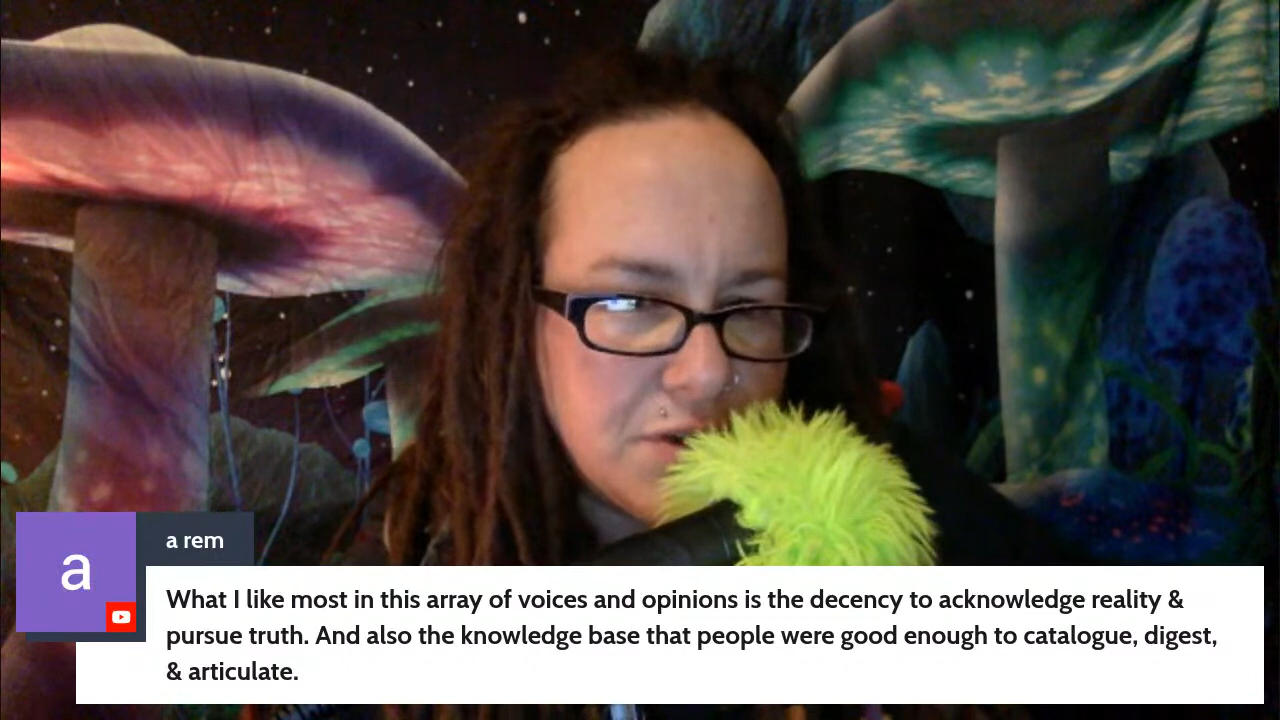 a
a rem
What I like most in this array of voices and opinions is the decency to acknowledge reality &
pursue truth. And also the knowledge base that people were good enough to catalogue, digest,
& articulate.